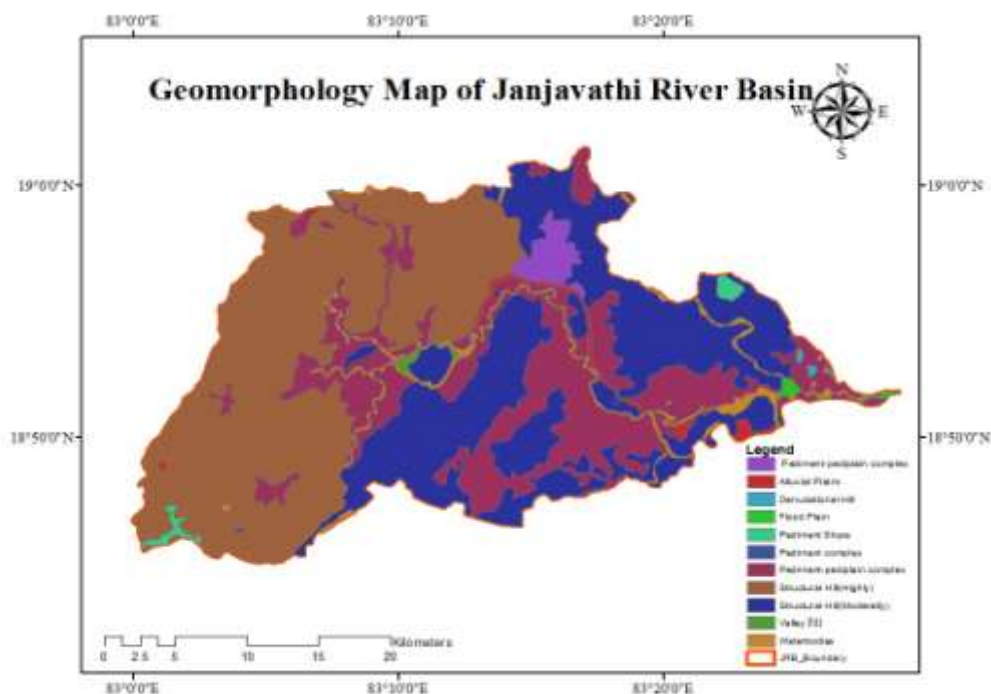 83°0'0"E 83°10'0"E 83°20'0"E
Geomorphology Map of Janjavathi River Basin
N
W E
S
19°0'0"N 19°0'0"N
18°50'0"N 18°50'0"N
Legend
Pediment pediplain complex
Alluvial Plains
Denudational Hill
Flood Plain
Pediment Slope
Pediment complex
Pediment pediplain complex
Structural Hill(Highly)
Structural Hill(Moderately)
Valley Fill
Waterbodies
JRB_Boundary
Kilometers
0 2.5 5 10 15 20
83°0'0"E 83°10'0"E 83°20'0"E